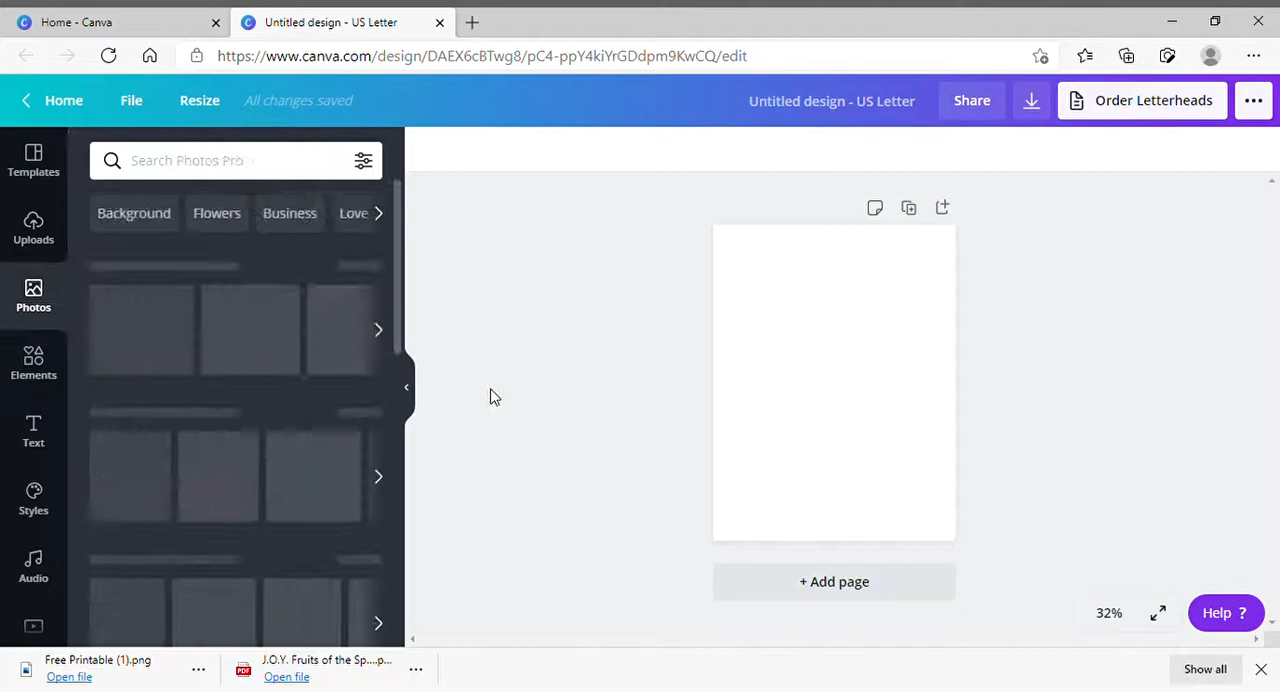 Home - Canva
Untitled design - US Letter
https://www.canva.com/design/DAEX6cBTwg8/pC4-ppY4kiYrGDdpm9KwCQ/edit
Home
File
Resize
All changes saved
Untitled design - US Letter
Share
Order Letterheads
Templates
Uploads
Photos
Elements
Text
Styles
Audio
Search Photos Pro
Background
Flowers
Business
Love
+ Add page
32%
Help ?
Free Printable (1).png
Open file
J.O.Y. Fruits of the Sp....p...
PDF
Open file
Show all